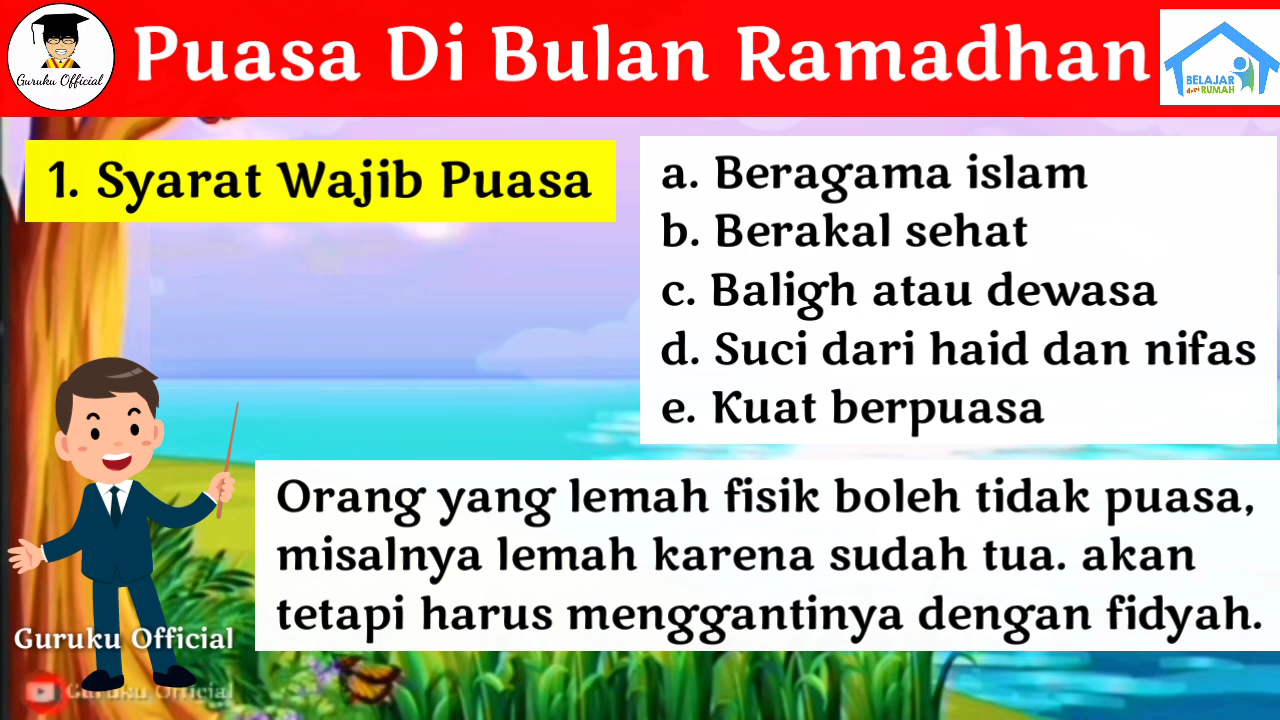 Guruku Official
Puasa Di Bulan Ramadhan
BELAJAR
dari RUMAH
1. Syarat Wajib Puasa
a. Beragama islam
b. Berakal sehat
c. Baligh atau dewasa
d. Suci dari haid dan nifas
e. Kuat berpuasa
Orang yang lemah fisik boleh tidak puasa,
misalnya lemah karena sudah tua. akan
tetapi harus menggantinya dengan fidyah.
Guruku Official
Guruku Official